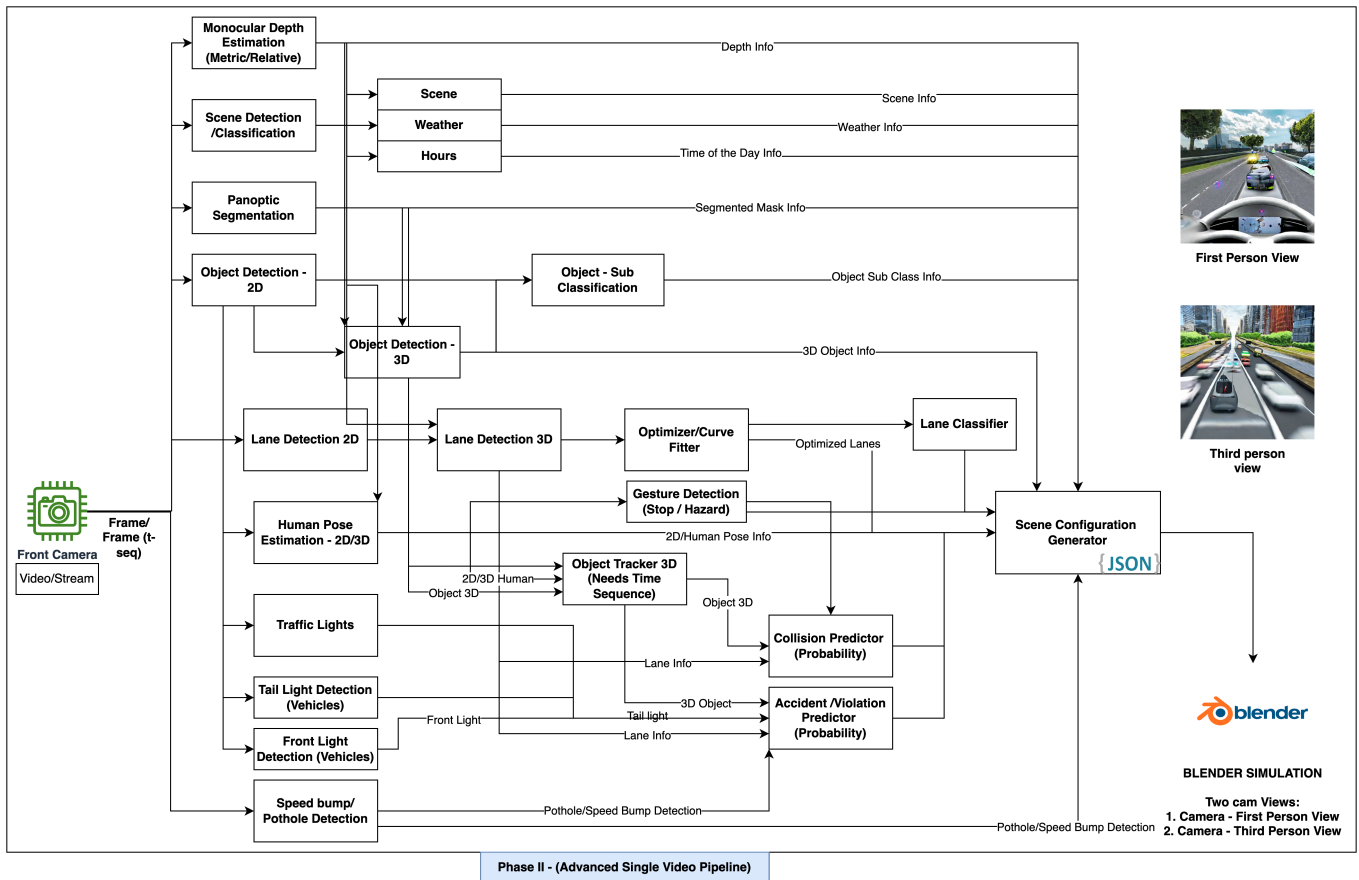 Monocular Depth
Estimation
(Metric/Relative)
Depth Info
Scene
Scene Info
Scene Detection
/Classification
Weather
Weather Info
Hours
Time of the Day Info
Panoptic
Segmentation
Segmented Mask Info
First Person View
Object Detection -
2D
Object - Sub
Classification
Object Sub Class Info
Object Detection -
3D
3D Object Info
Lane Detection 2D
Lane Detection 3D
Optimizer/Curve
Fitter
Optimized Lanes
Lane Classifier
Third person
view
Front Camera
Video/Stream
Frame/
Frame (t-
seq)
Gesture Detection
(Stop / Hazard)
Human Pose
Estimation - 2D/3D
2D/Human Pose Info
Scene Configuration
Generator
{JSON}
Object Tracker 3D
(Needs Time
Sequence)
2D/3D Human
Object 3D
Object 3D
Traffic Lights
Collision Predictor
(Probability)
Lane Info
Tail Light Detection
(Vehicles)
3D Object
Accident /Violation
Predictor
(Probability)
Front Light
Tail light
Lane Info
Front Light
Detection (Vehicles)
blender
BLENDER SIMULATION
Two cam Views:
1. Camera - First Person View
2. Camera - Third Person View
Speed bump/
Pothole Detection
Pothole/Speed Bump Detection
Pothole/Speed Bump Detection
Phase II - (Advanced Single Video Pipeline)